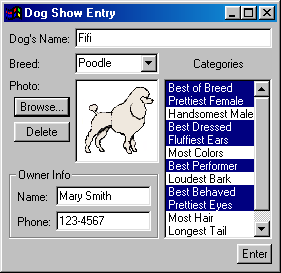 Dog Show Entry
Dog's Name: Fifi
Breed: Poodle
Categories
Photo:
Browse...
Delete
Best of Breed
Prettiest Female
Handsomest Male
Best Dressed
Fluffiest Ears
Most Colors
Best Performer
Loudest Bark
Best Behaved
Prettiest Eyes
Most Hair
Longest Tail
Owner Info
Name: Mary Smith
Phone: 123-4567
Enter